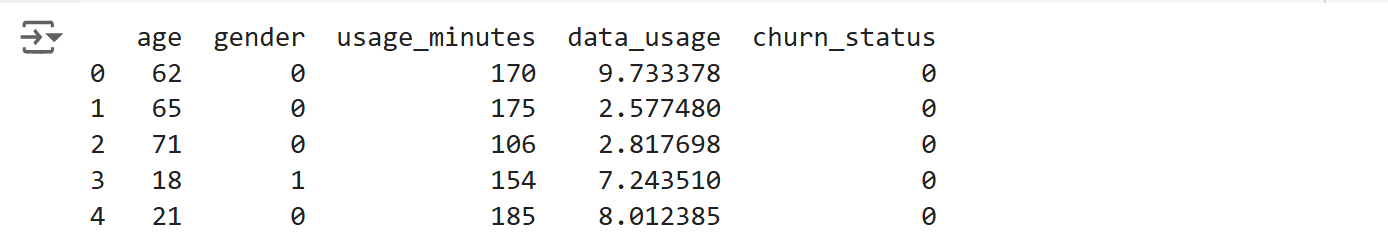 age gender usage_minutes data_usage churn_status
0 62 0 170 9.733378 0
1 65 0 175 2.577480 0
2 71 0 106 2.817698 0
3 18 1 154 7.243510 0
4 21 0 185 8.012385 0